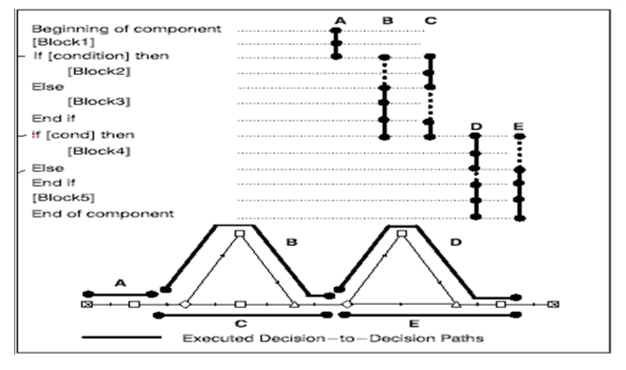 A B C
Beginning of component
[Block1]
If [condition] then
[Block2]
Else
[Block3]
End if
D E
If [cond] then
[Block4]
Else
End if
[Block5]
End of component
A B D
C E
Executed Decision-to-Decision Paths